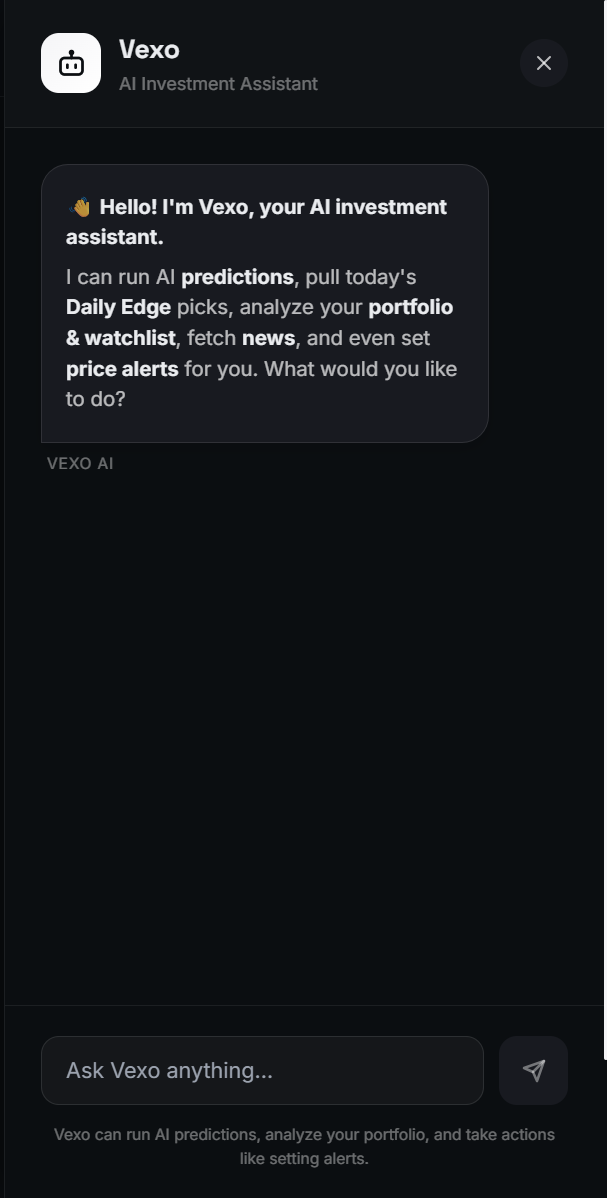 Vexo
AI Investment Assistant
👋 Hello! I'm Vexo, your AI investment
assistant.
I can run AI predictions, pull today's
Daily Edge picks, analyze your portfolio
& watchlist, fetch news, and even set
price alerts for you. What would you like
to do?
VEXO AI
Ask Vexo anything...
Vexo can run AI predictions, analyze your portfolio, and take actions
like setting alerts.